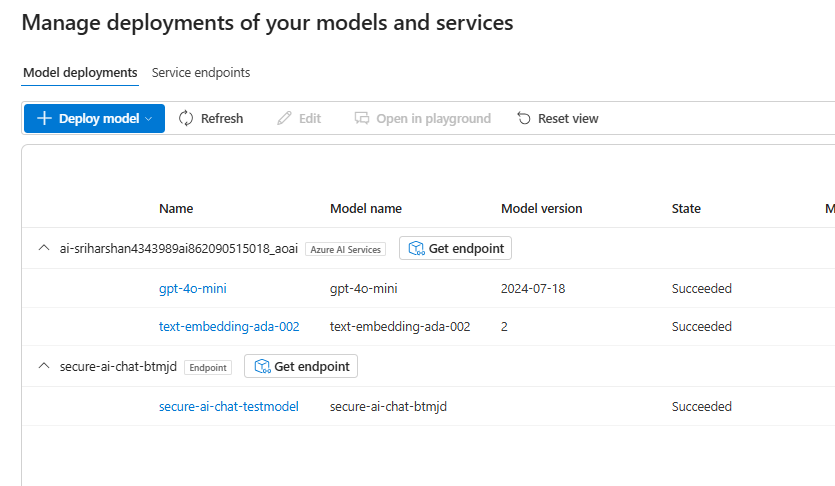 Manage deployments of your models and services
Model deployments Service endpoints
Deploy model Refresh Edit Open in playground Reset view
Name Model name Model version State M
ai-sriharshan4343989ai862090515018_aoai Azure AI Services Get endpoint
gpt-4o-mini gpt-4o-mini 2024-07-18 Succeeded
text-embedding-ada-002 text-embedding-ada-002 2 Succeeded
secure-ai-chat-btmjd Endpoint Get endpoint
secure-ai-chat-testmodel secure-ai-chat-btmjd Succeeded